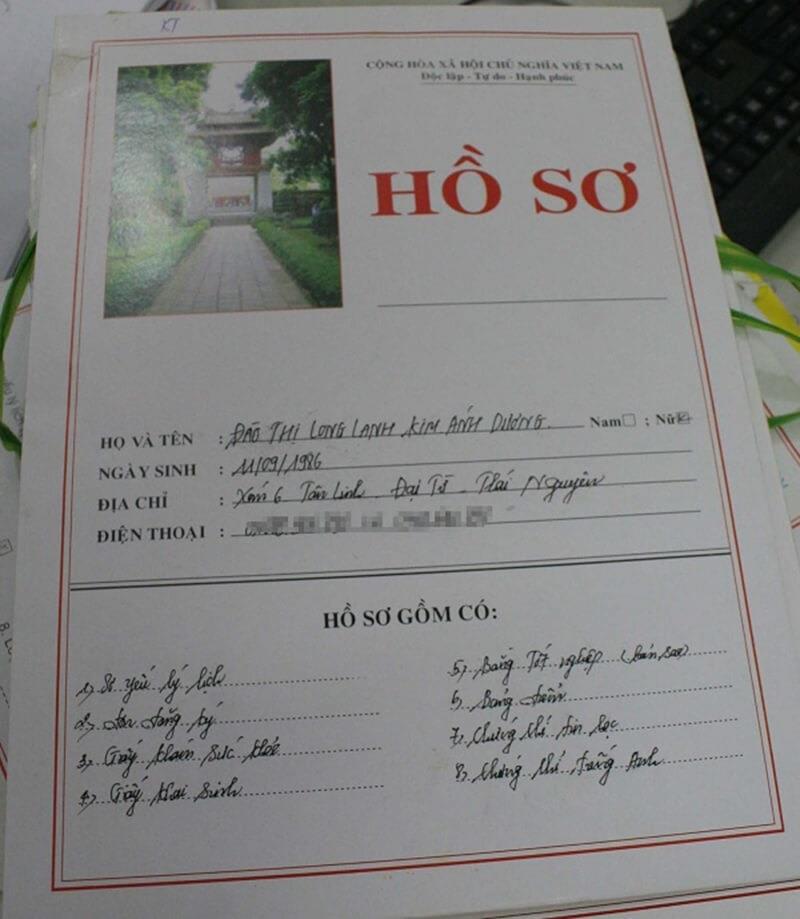 KT
CỘNG HÒA XÃ HỘI CHỦ NGHĨA VIỆT NAM
Độc lập - Tự do - Hạnh phúc
HỒ SƠ
HỌ VÀ TÊN : ĐÀO THỊ LONG LANH KIM ÁNH DƯƠNG. Nam ; Nữ
NGÀY SINH : 11/09/1986
ĐỊA CHỈ : Xóm 6 Tân Linh - Đại Từ - Thái Nguyên
ĐIỆN THOẠI :
HỒ SƠ GỒM CÓ:
1, Sơ yếu lý lịch
2, Đơn đăng ký
3, Giấy khám sức khỏe
4, Giấy khai sinh
5, Bằng Tốt nghiệp (bản sao)
6, Bảng điểm
7, Chứng chỉ tin học
8, Chứng chỉ tiếng Anh